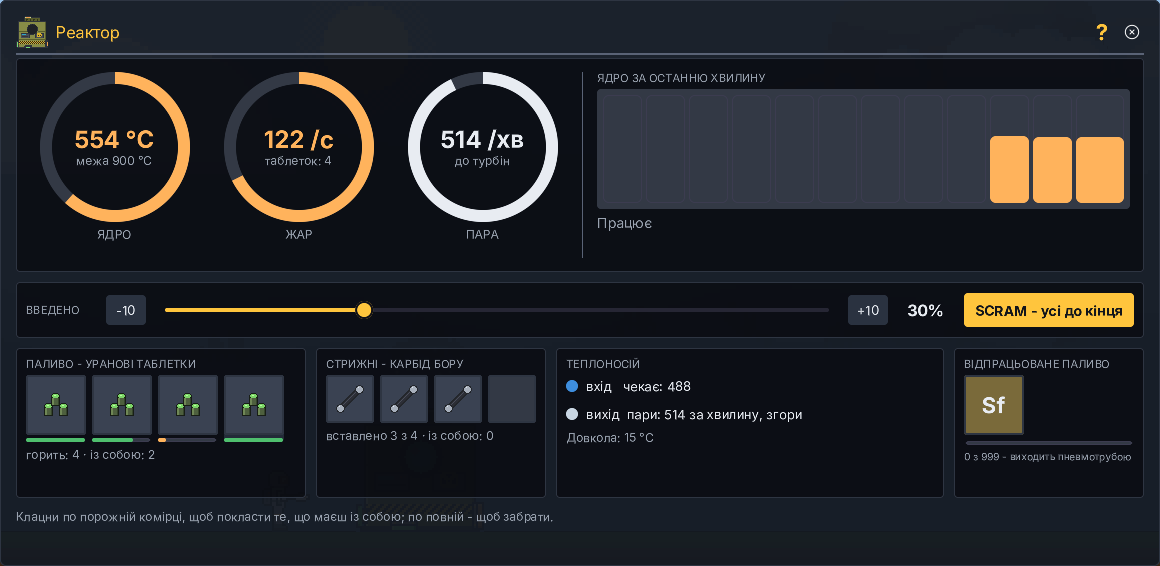 Реактор
?
554 °C
межа 900 °C
ЯДРО
122 /с
таблеток: 4
ЖАР
514 /хв
до турбін
ПАРА
ЯДРО ЗА ОСТАННЮ ХВИЛИНУ
Працює
ВВЕДЕНО
-10
+10
30%
SCRAM - усі до кінця
ПАЛИВО - УРАНОВІ ТАБЛЕТКИ
горить: 4 · із собою: 2
СТРИЖНІ - КАРБІД БОРУ
вставлено 3 з 4 · із собою: 0
ТЕПЛОНОСІЙ
вхід чекає: 488
вихід пари: 514 за хвилину, згори
Довкола: 15 °C
ВІДПРАЦЬОВАНЕ ПАЛИВО
Sf
0 з 999 - виходить пневмотрубою
Клацни по порожній комірці, щоб покласти те, що маєш із собою; по повній - щоб забрати.